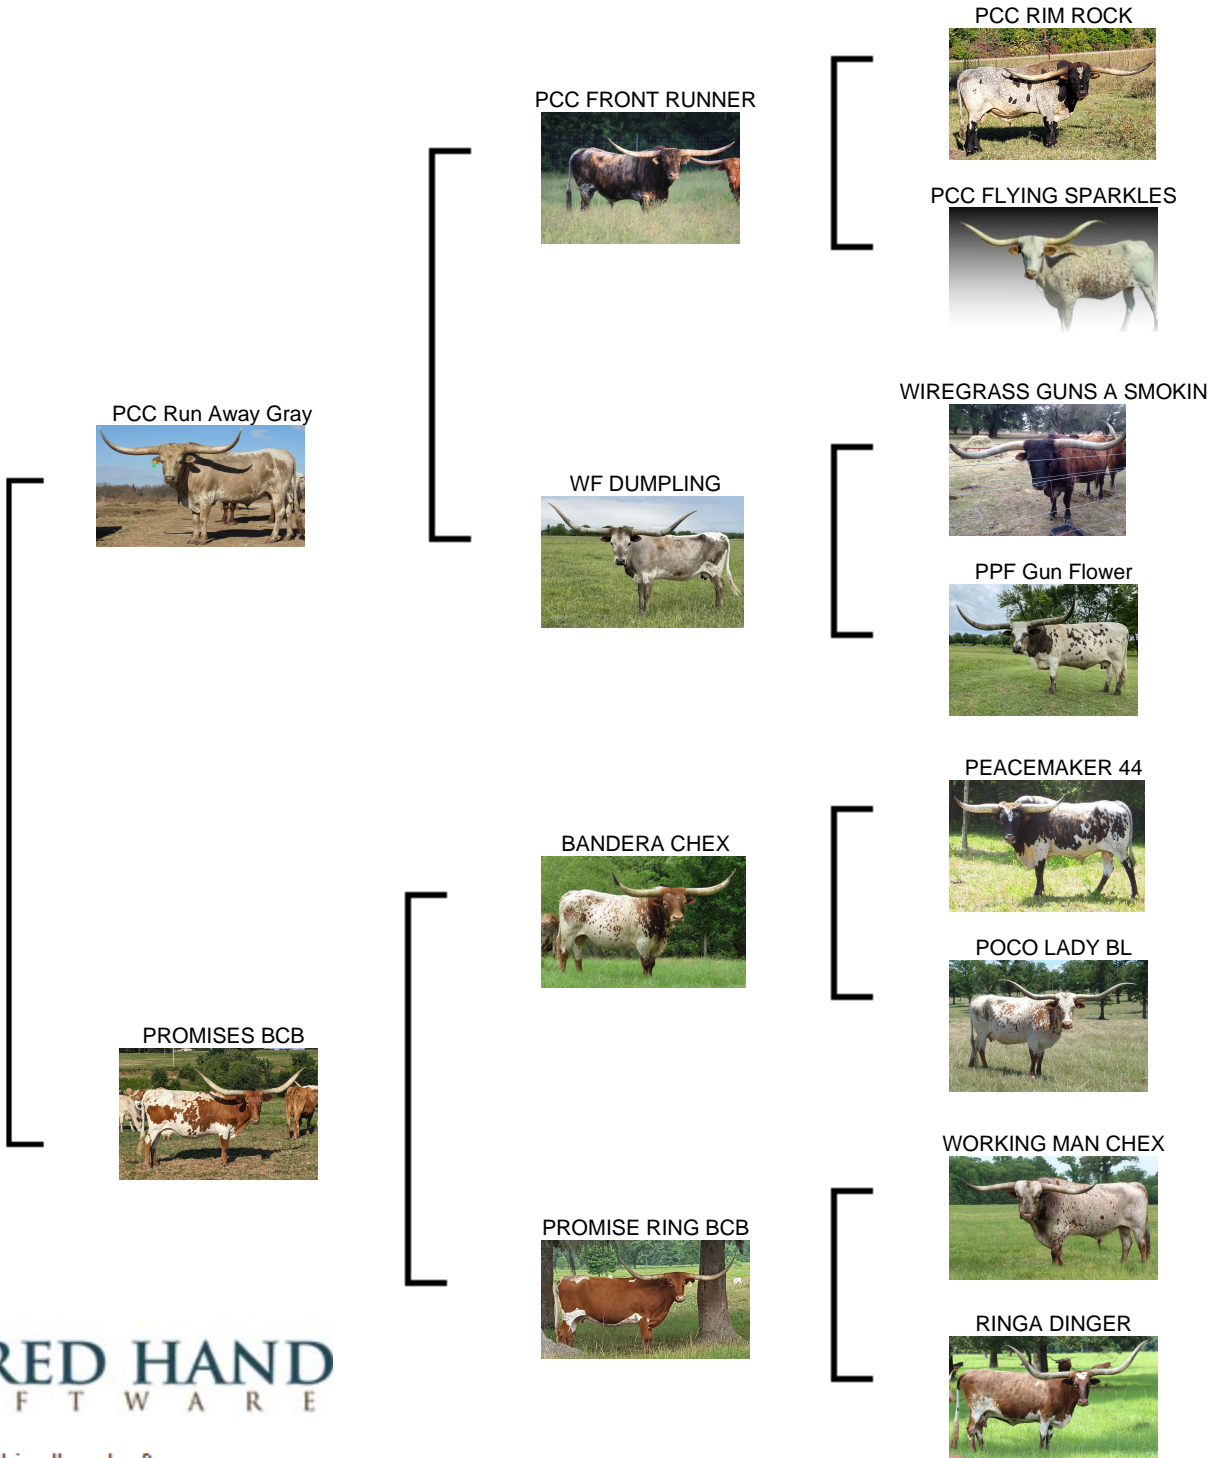 PCC RIM ROCK
PCC FRONT RUNNER
PCC FLYING SPARKLES
PCC Run Away Gray
WIREGRASS GUNS A SMOKIN
WF DUMPLING
PPF Gun Flower
PEACEMAKER 44
BANDERA CHEX
POCO LADY BL
PROMISES BCB
WORKING MAN CHEX
PROMISE RING BCB
RINGA DINGER
RED HAND
F T W A R E